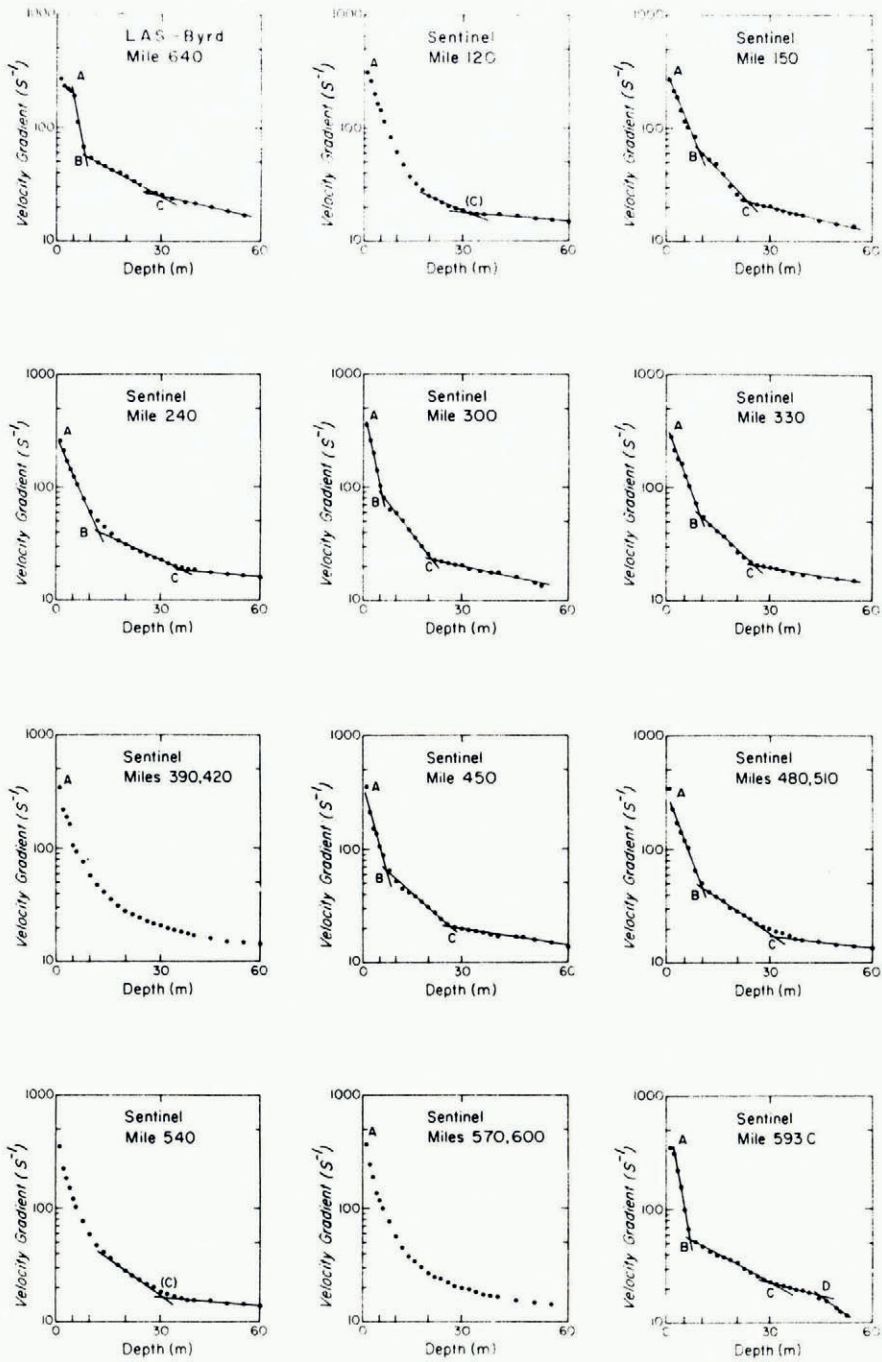 1000
LAS-Byrd
Mile 640
A
100
B
C
10
0
30
60
Velocity Gradient (S⁻¹)
Depth (m)
1000
Sentinel
Mile 120
A
100
(C)
10
0
30
60
Velocity Gradient (S⁻¹)
Depth (m)
1000
Sentinel
Mile 150
A
100
B
C
10
0
30
60
Velocity Gradient (S⁻¹)
Depth (m)
1000
Sentinel
Mile 240
A
100
B
C
10
0
30
60
Velocity Gradient (S⁻¹)
Depth (m)
1000
Sentinel
Mile 300
A
100
B
C
10
0
30
60
Velocity Gradient (S⁻¹)
Depth (m)
1000
Sentinel
Mile 330
A
100
B
C
10
0
30
60
Velocity Gradient (S⁻¹)
Depth (m)
1000
Sentinel
Miles 390,420
A
100
10
0
30
60
Velocity Gradient (S⁻¹)
Depth (m)
1000
Sentinel
Mile 450
A
100
B
C
10
0
30
60
Velocity Gradient (S⁻¹)
Depth (m)
1000
Sentinel
Miles 480,510
A
100
B
C
10
0
30
60
Velocity Gradient (S⁻¹)
Depth (m)
1000
Sentinel
Mile 540
100
(C)
10
0
30
60
Velocity Gradient (S⁻¹)
Depth (m)
1000
Sentinel
Miles 570,600
A
100
10
0
30
60
Velocity Gradient (S⁻¹)
Depth (m)
1000
Sentinel
Mile 593 C
A
100
B
C
D
10
0
30
60
Velocity Gradient (S⁻¹)
Depth (m)